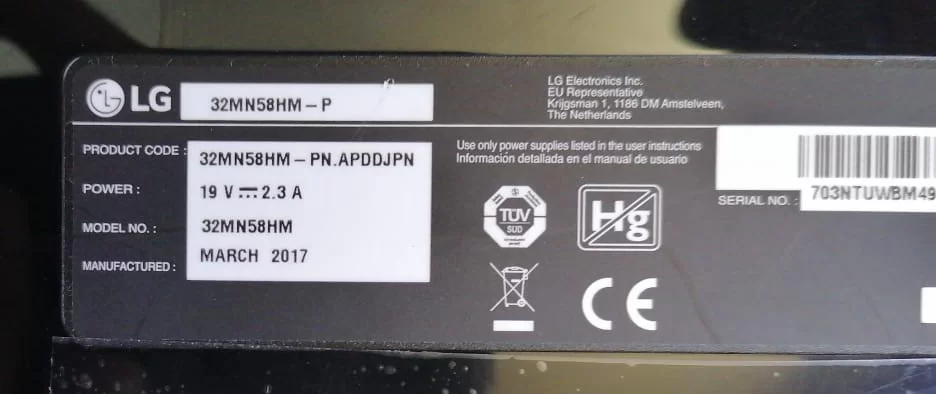 LG 32MN58HM-P
LG Electronics Inc.
EU Representative
Krijgsman 1, 1186 DM Amstelveen,
The Netherlands
PRODUCT CODE : 32MN58HM-PN.APDDJPN
POWER : 19 V ⎓ 2.3 A
MODEL NO. : 32MN58HM
MANUFACTURED : MARCH 2017
Use only power supplies listed in the user instructions
Información detallada en el manual de usuario
TÜV
SÜD
Hg
CE
SERIAL NO. : 703NTUWBM49